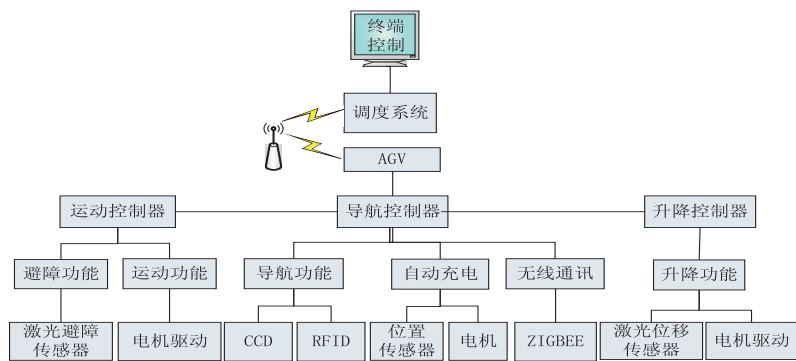 终端
控制
调度系统
AGV
运动控制器
导航控制器
升降控制器
避障功能
运动功能
导航功能
自动充电
无线通讯
升降功能
激光避障
传感器
电机驱动
CCD
RFID
位置
传感器
电机
ZIGBEE
激光位移
传感器
电机驱动